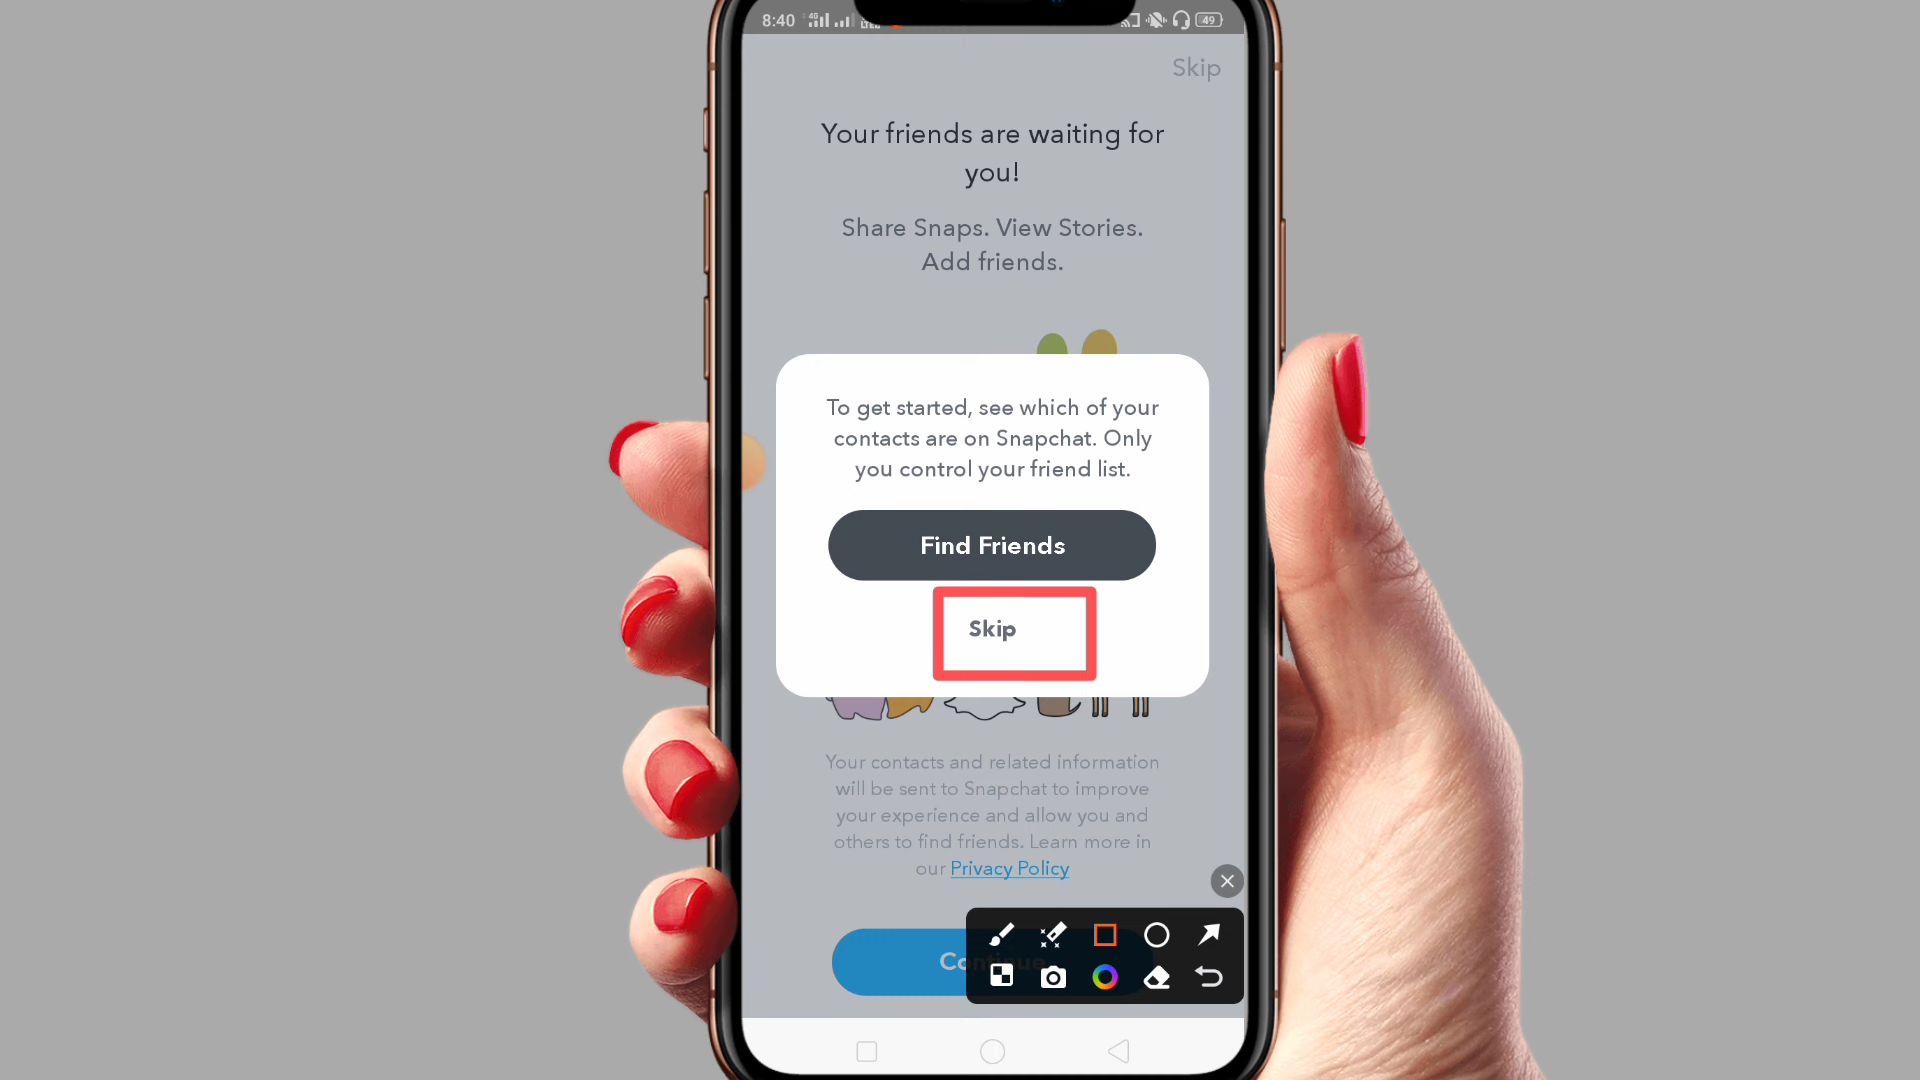 8:40
4G
49
Skip
Your friends are waiting for
you!
Share Snaps. View Stories.
Add friends.
To get started, see which of your
contacts are on Snapchat. Only
you control your friend list.
Find Friends
Skip
Your contacts and related information
will be sent to Snapchat to improve
your experience and allow you and
others to find friends. Learn more in
our Privacy Policy
Continue